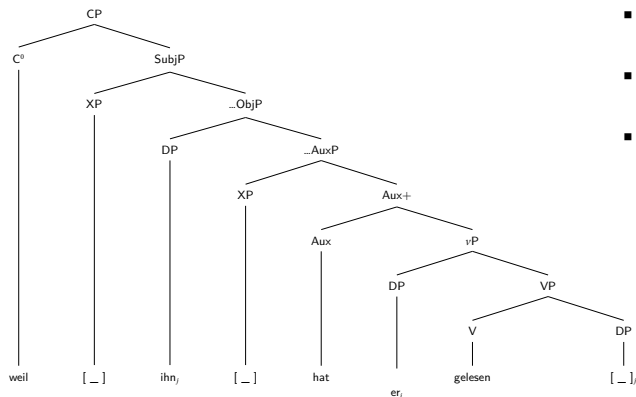 CP
C⁰ SubjP
XP ...ObjP
DP ...AuxP
XP Aux+
Aux vP
DP VP
V DP
weil [ _ ] ihnⱼ [ _ ] hat gelesen [ _ ]ⱼ
erᵢ